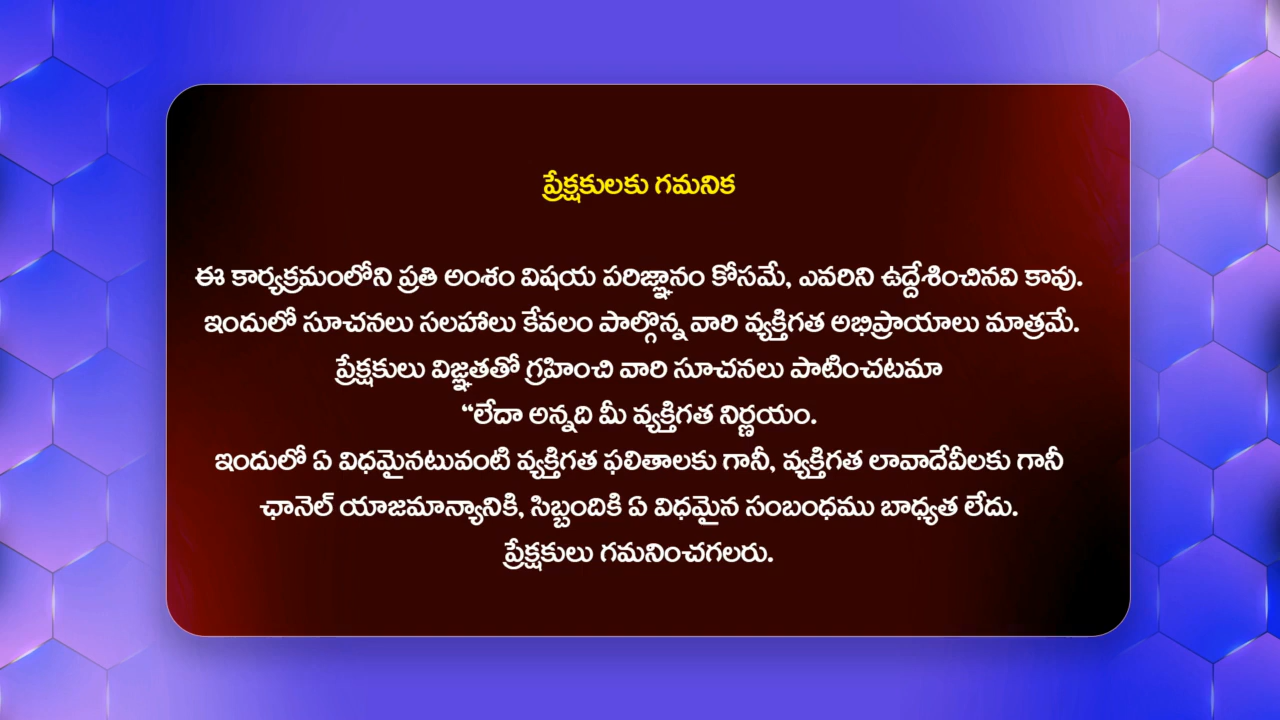 ప్రేక్షకులకు గమనిక
ఈ కార్యక్రమంలోని ప్రతి అంశం విషయ పరిజ్ఞానం కోసమే, ఎవరిని ఉద్దేశించినవి కావు.
ఇందులో సూచనలు సలహాలు కేవలం పాల్గొన్న వారి వ్యక్తిగత అభిప్రాయాలు మాత్రమే.
ప్రేక్షకులు విజ్ఞతతో గ్రహించి వారి సూచనలు పాటించటమా
“లేదా అన్నది మీ వ్యక్తిగత నిర్ణయం.
ఇందులో ఏ విధమైనటువంటి వ్యక్తిగత ఫలితాలకు గానీ, వ్యక్తిగత లావాదేవీలకు గానీ
ఛానెల్ యాజమాన్యానికి, సిబ్బందికి ఏ విధమైన సంబంధము బాధ్యత లేదు.
ప్రేక్షకులు గమనించగలరు.